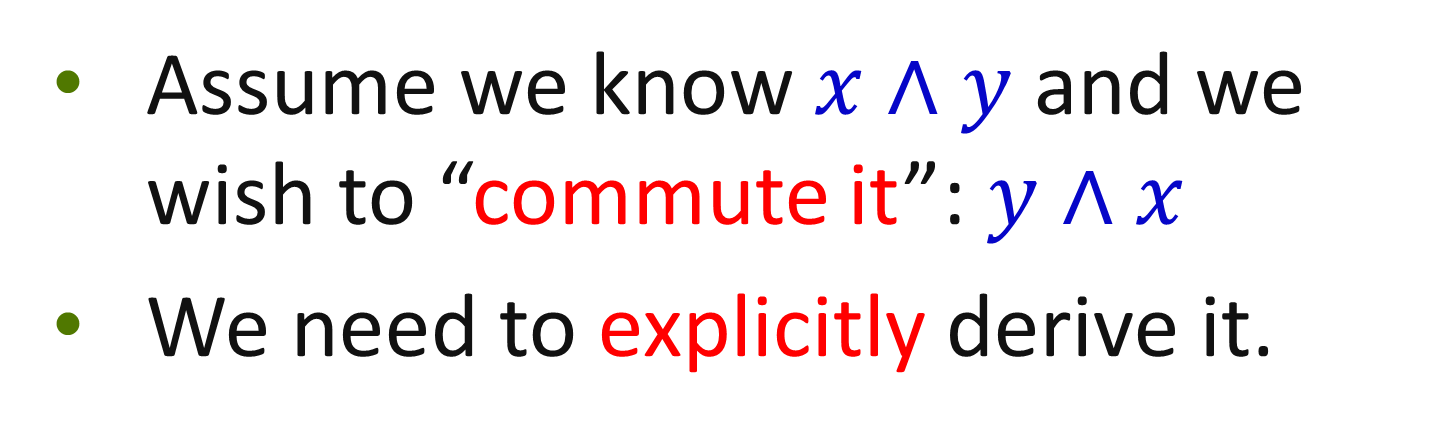 • Assume we know 𝑥 ∧ 𝑦 and we
wish to “commute it”: 𝑦 ∧ 𝑥
• We need to explicitly derive it.